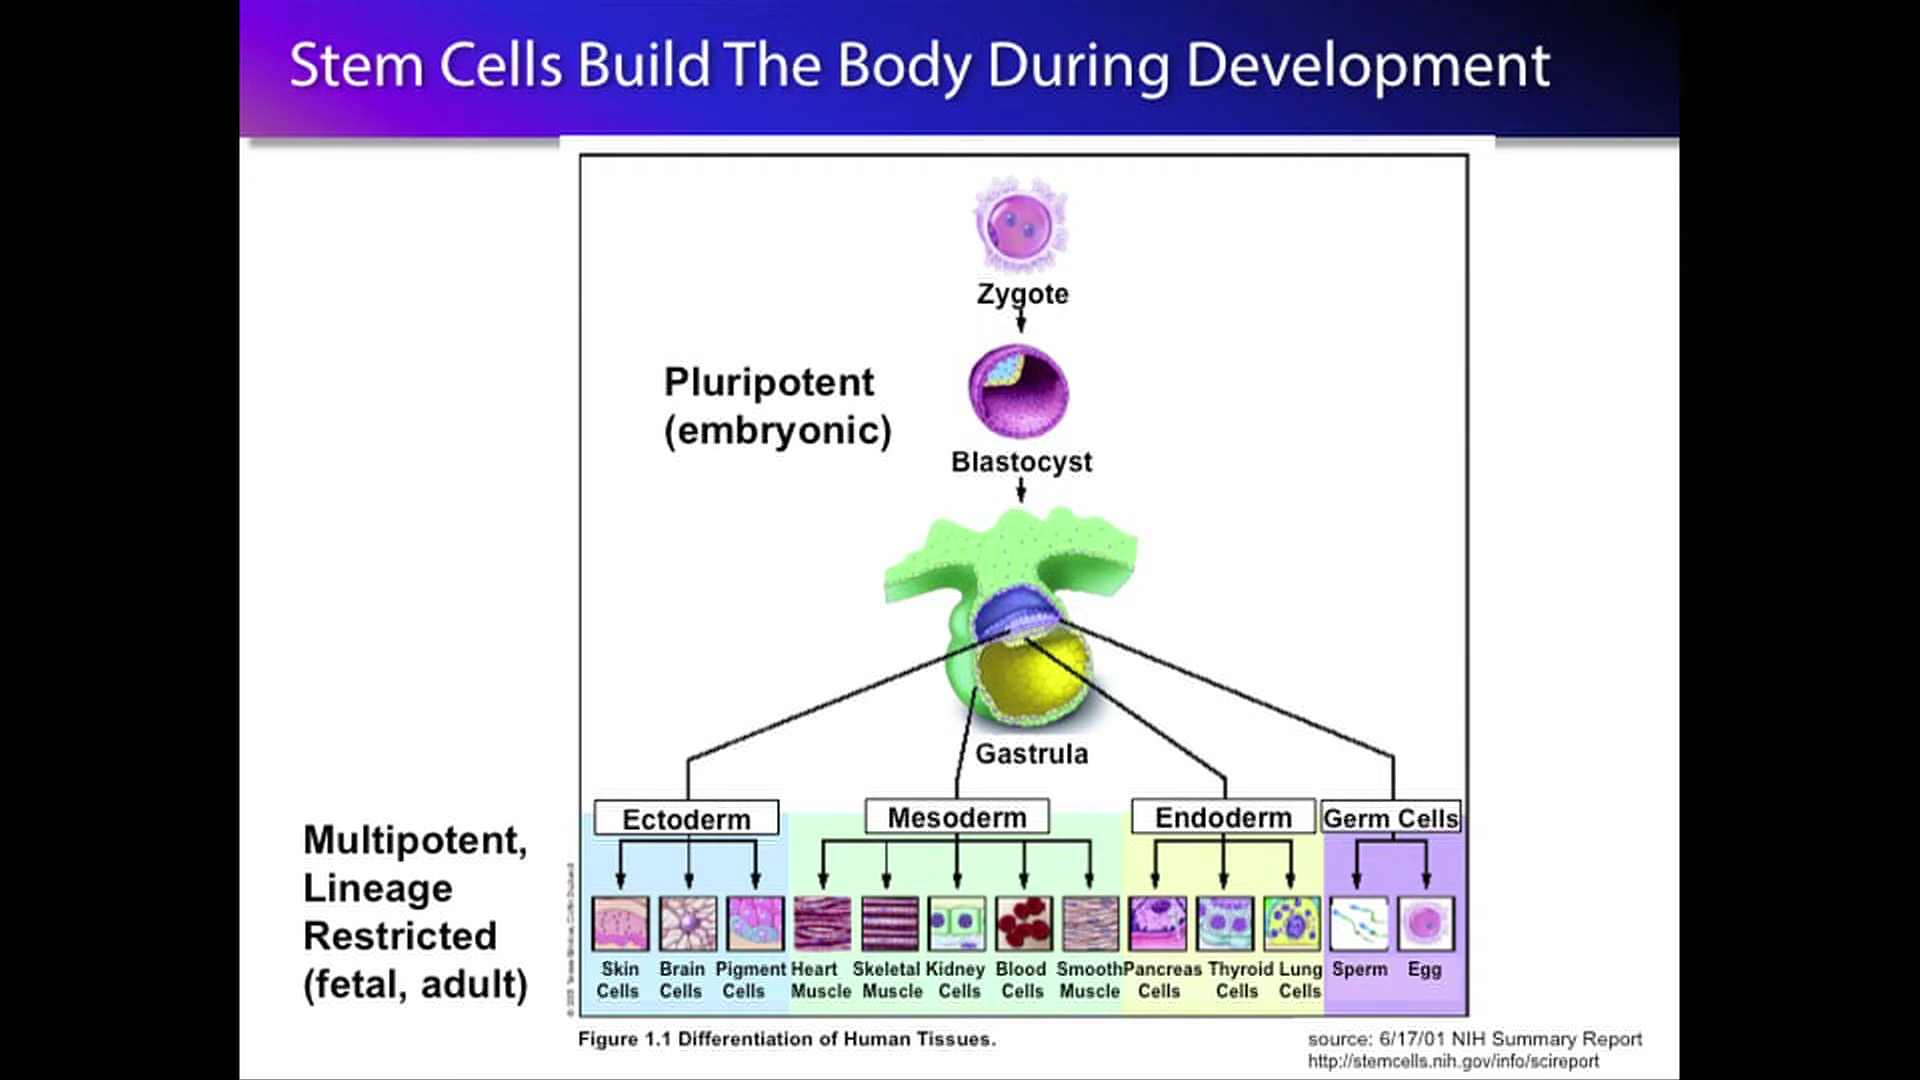 Stem Cells Build The Body During Development
Zygote
Pluripotent
(embryonic)
Blastocyst
Gastrula
Ectoderm
Mesoderm
Endoderm
Germ Cells
Multipotent,
Lineage
Restricted
(fetal, adult)
Skin
Cells
Brain
Cells
Pigment
Cells
Heart
Muscle
Skeletal
Muscle
Kidney
Cells
Blood
Cells
Smooth
Muscle
Pancreas
Cells
Thyroid
Cells
Lung
Cells
Sperm
Egg
Figure 1.1 Differentiation of Human Tissues.
source: 6/17/01 NIH Summary Report
http://stemcells.nih.gov/info/scireport